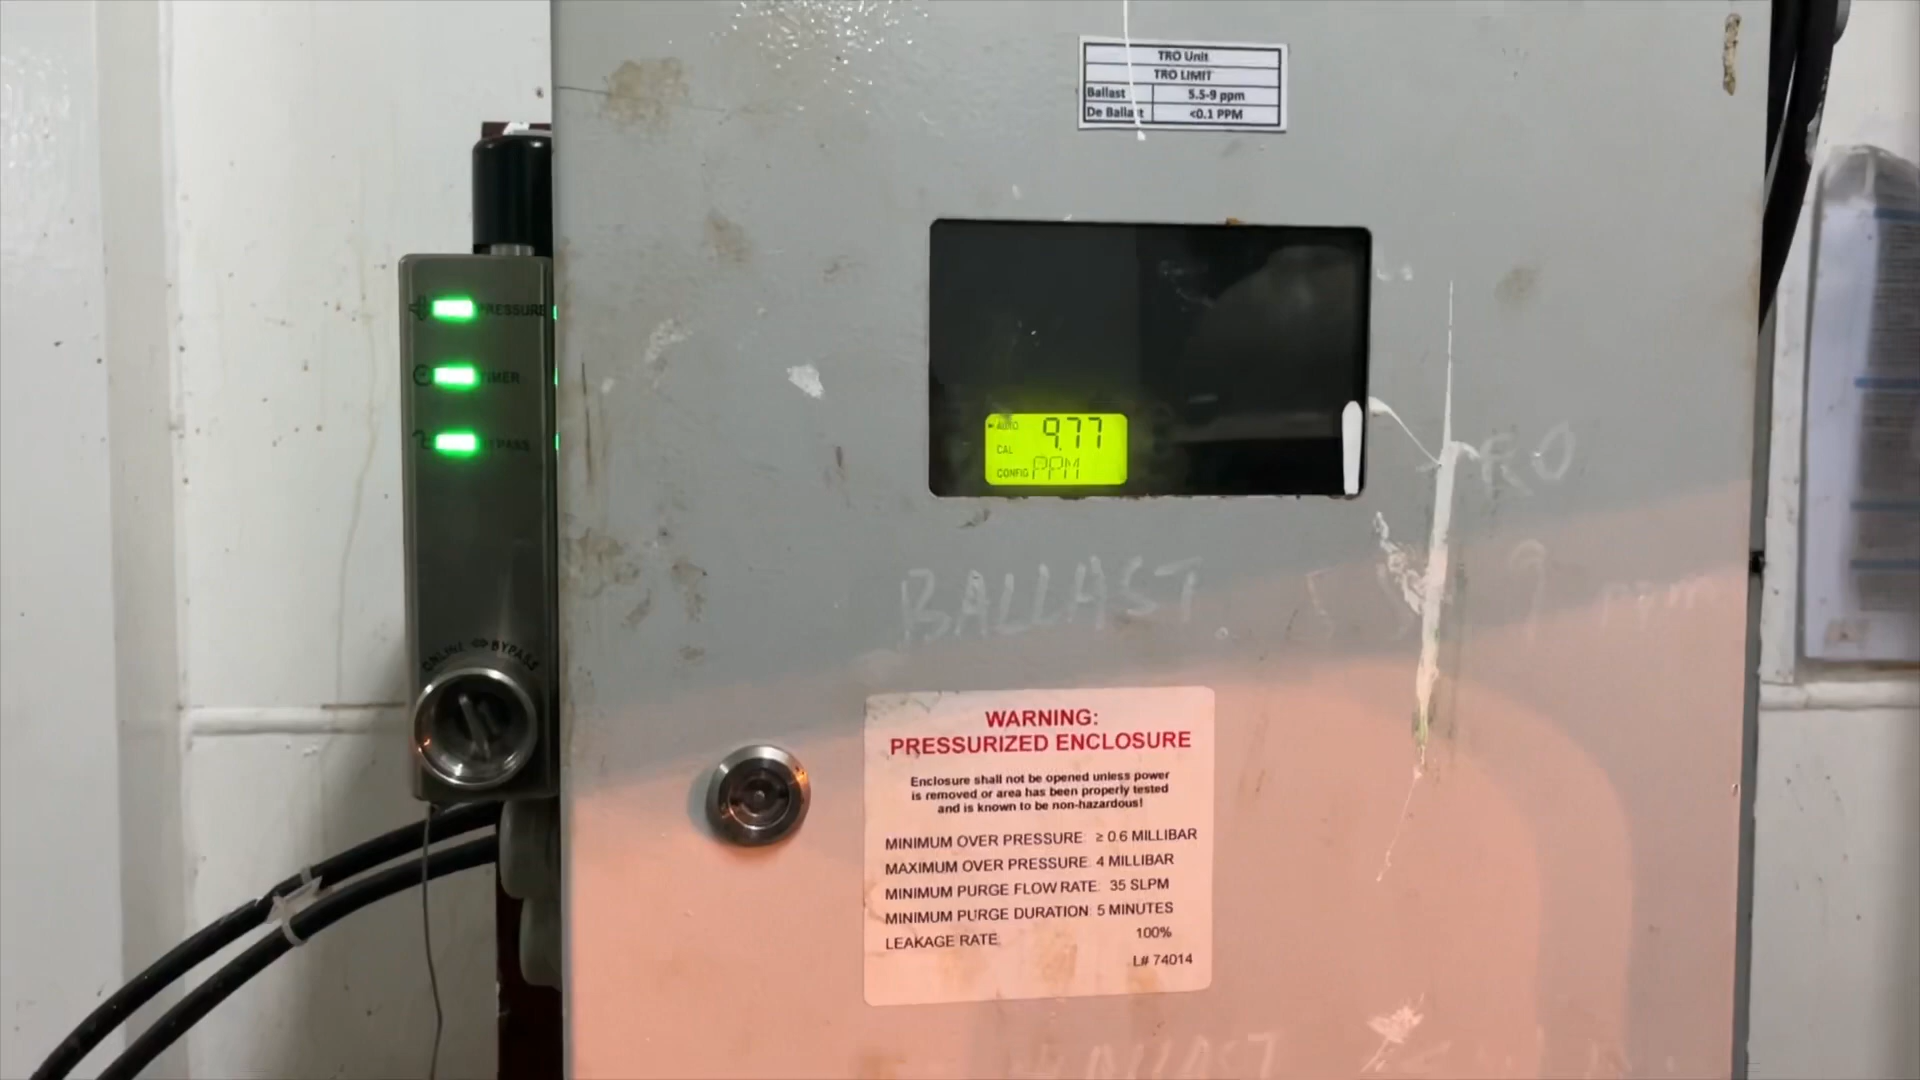 TRO Unit
TRO LIMIT
Ballast 5.5-9 ppm
De Ballast <0.1 PPM
PRESSURE
TIMER
BYPASS
AUTO 9.77
CAL
CONFIG PPM
TRO
BALLAST 9 ppm
ONLINE ⇔ BYPASS
WARNING:
PRESSURIZED ENCLOSURE
Enclosure shall not be opened unless power
is removed or area has been properly tested
and is known to be non-hazardous!
MINIMUM OVER PRESSURE: ≥ 0.6 MILLIBAR
MAXIMUM OVER PRESSURE: 4 MILLIBAR
MINIMUM PURGE FLOW RATE: 35 SLPM
MINIMUM PURGE DURATION: 5 MINUTES
LEAKAGE RATE: 100%
L# 74014
BALLAST